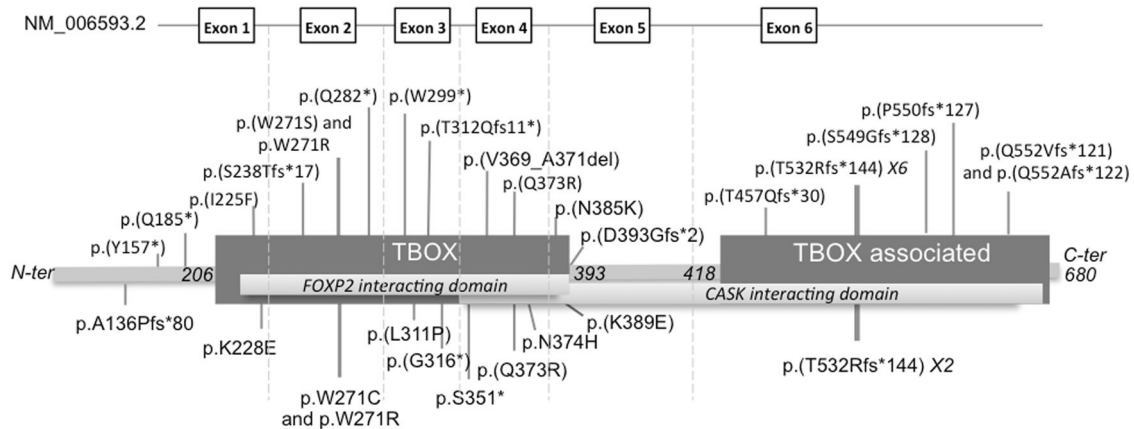 NM_006593.2
Exon 1
Exon 2
Exon 3
Exon 4
Exon 5
Exon 6
p.(Q282*)
p.(W299*)
p.(P550fs*127)
p.(W271S) and
p.W271R
p.(T312Qfs11*)
p.(S549Gfs*128)
p.(S238Tfs*17)
p.(V369_A371del)
p.(T532Rfs*144) X6
p.(Q552Vfs*121)
and p.(Q552Afs*122)
p.(I225F)
p.(Q373R)
p.(T457Qfs*30)
p.(Q185*)
p.(N385K)
p.(Y157*)
p.(D393Gfs*2)
TBOX
TBOX associated
N-ter
206
393
418
C-ter
680
FOXP2 interacting domain
CASK interacting domain
p.A136Pfs*80
p.K228E
p.(L311P)
p.(K389E)
p.N374H
p.(G316*)
p.(Q373R)
p.(T532Rfs*144) X2
p.W271C
and p.W271R
p.S351*